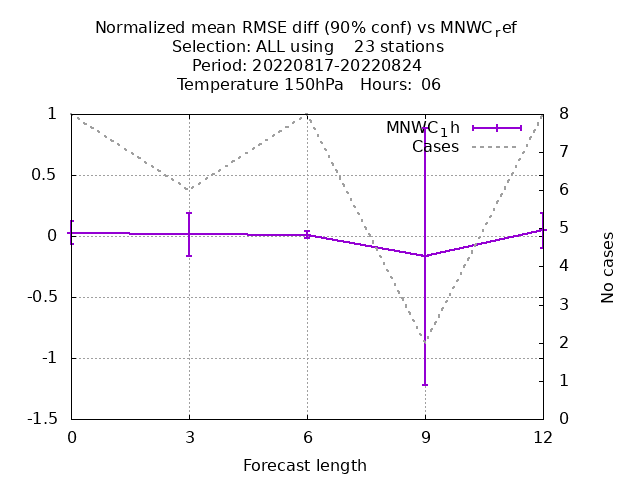 Normalized mean RMSE diff (90% conf) vs MNWC_ref
Selection: ALL using    23 stations
Period: 20220817-20220824
Temperature 150hPa   Hours:  06
MNWC_1h
Cases
1
0.5
0
-0.5
-1
-1.5
8
7
6
5
4
3
2
1
0
No cases
0 3 6 9 12
Forecast length